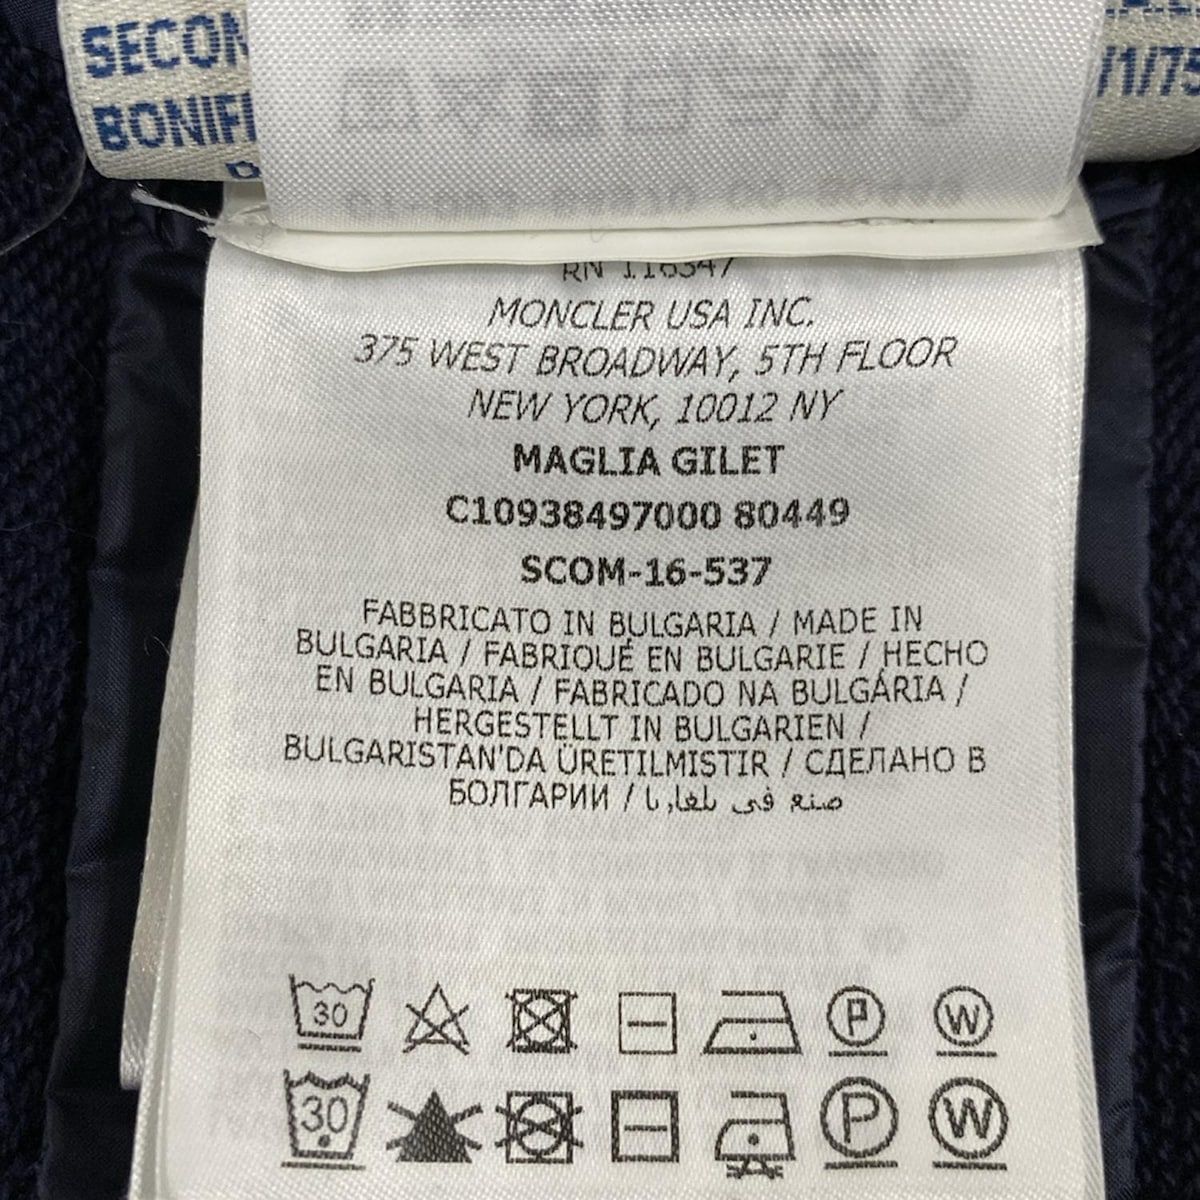 SECON
/1/75
BONIFI
RN 116347
MONCLER USA INC.
375 WEST BROADWAY, 5TH FLOOR
NEW YORK, 10012 NY
MAGLIA GILET
C10938497000 80449
SCOM-16-537
FABBRICATO IN BULGARIA / MADE IN
BULGARIA / FABRIQUÉ EN BULGARIE / HECHO
EN BULGARIA / FABRICADO NA BULGÁRIA /
HERGESTELLT IN BULGARIEN /
BULGARISTAN'DA ÜRETILMISTIR / СДЕЛАНО В
БОЛГАРИИ / صنع في بلغاريا
30 P W
30 P W